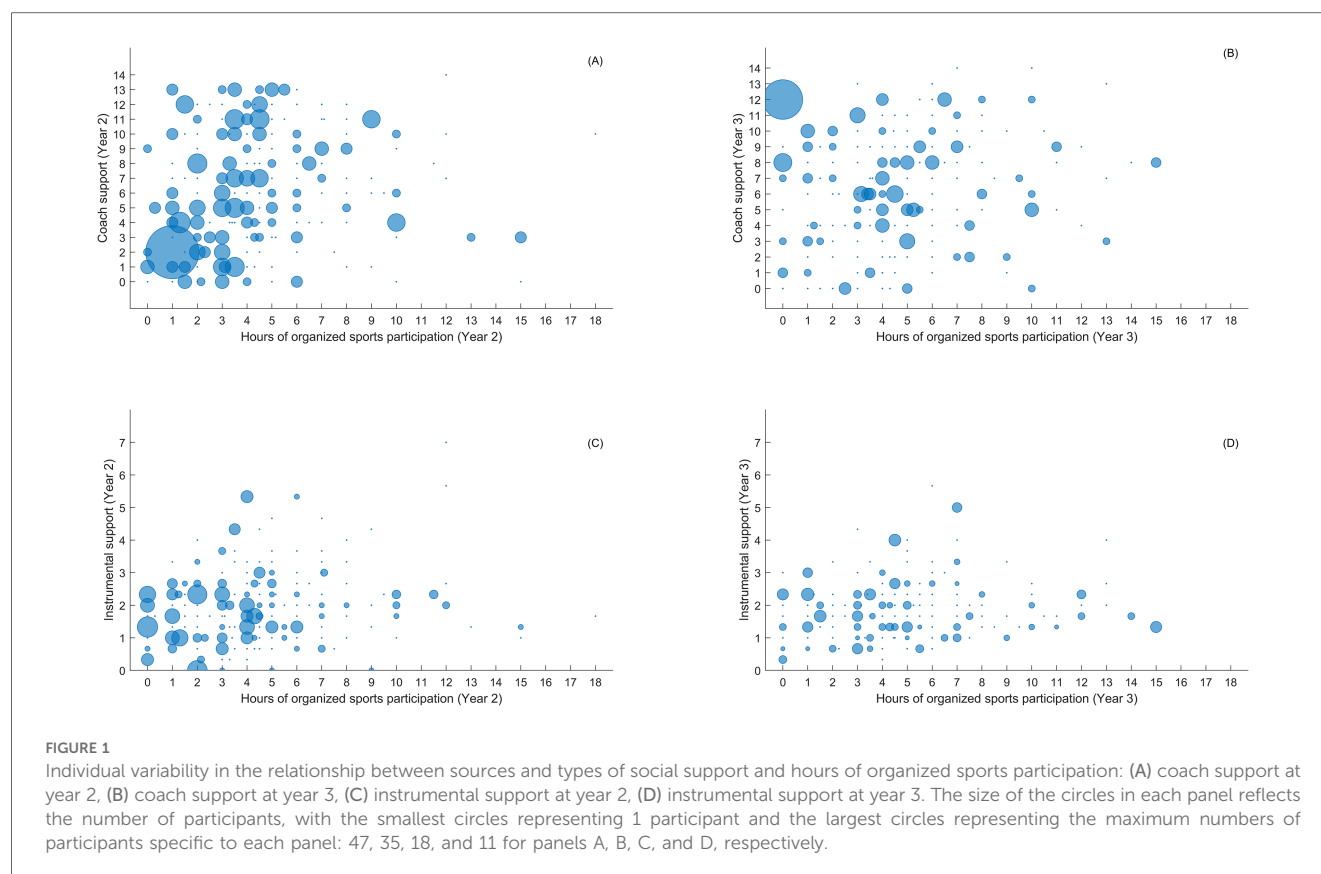 (A)
14
13
12
11
10
9
8
7
6
5
4
3
2
1
0
Coach support (Year 2)
0 1 2 3 4 5 6 7 8 9 10 11 12 13 14 15 16 17 18
Hours of organized sports participation (Year 2)
(B)
14
13
12
11
10
9
8
7
6
5
4
3
2
1
0
Coach support (Year 3)
0 1 2 3 4 5 6 7 8 9 10 11 12 13 14 15 16 17 18
Hours of organized sports participation (Year 3)
(C)
7
6
5
4
3
2
1
0
Instrumental support (Year 2)
0 1 2 3 4 5 6 7 8 9 10 11 12 13 14 15 16 17 18
Hours of organized sports participation (Year 2)
(D)
7
6
5
4
3
2
1
0
Instrumental support (Year 3)
0 1 2 3 4 5 6 7 8 9 10 11 12 13 14 15 16 17 18
Hours of organized sports participation (Year 3)
FIGURE 1
Individual variability in the relationship between sources and types of social support and hours of organized sports participation: (A) coach support at
year 2, (B) coach support at year 3, (C) instrumental support at year 2, (D) instrumental support at year 3. The size of the circles in each panel reflects
the number of participants, with the smallest circles representing 1 participant and the largest circles representing the maximum numbers of
participants specific to each panel: 47, 35, 18, and 11 for panels A, B, C, and D, respectively.